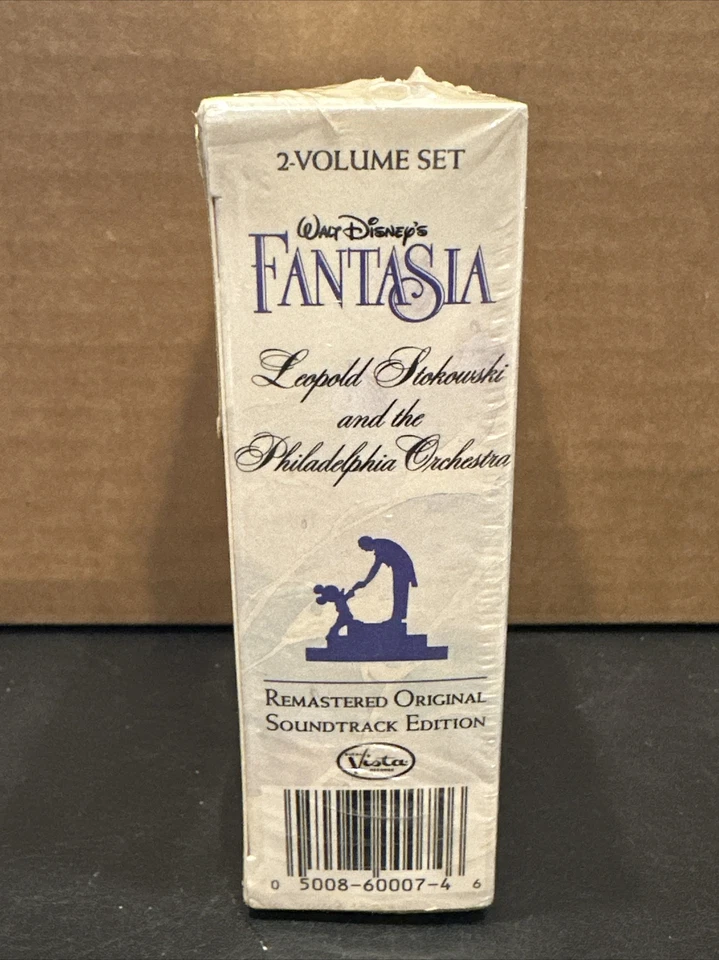 2-VOLUME SET
WALT DISNEY'S
FANTASIA
Leopold Stokowski
and the
Philadelphia Orchestra
REMASTERED ORIGINAL
SOUNDTRACK EDITION
Vista
0 5008-60007-4 6